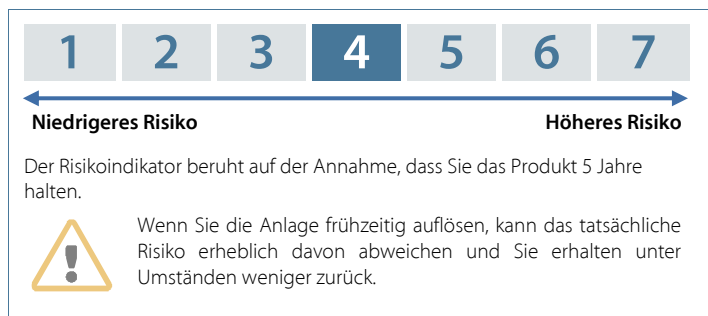 1 2 3 4 5 6 7
Niedrigeres Risiko Höheres Risiko
Der Risikoindikator beruht auf der Annahme, dass Sie das Produkt 5 Jahre
halten.
Wenn Sie die Anlage frühzeitig auflösen, kann das tatsächliche
Risiko erheblich davon abweichen und Sie erhalten unter
Umständen weniger zurück.